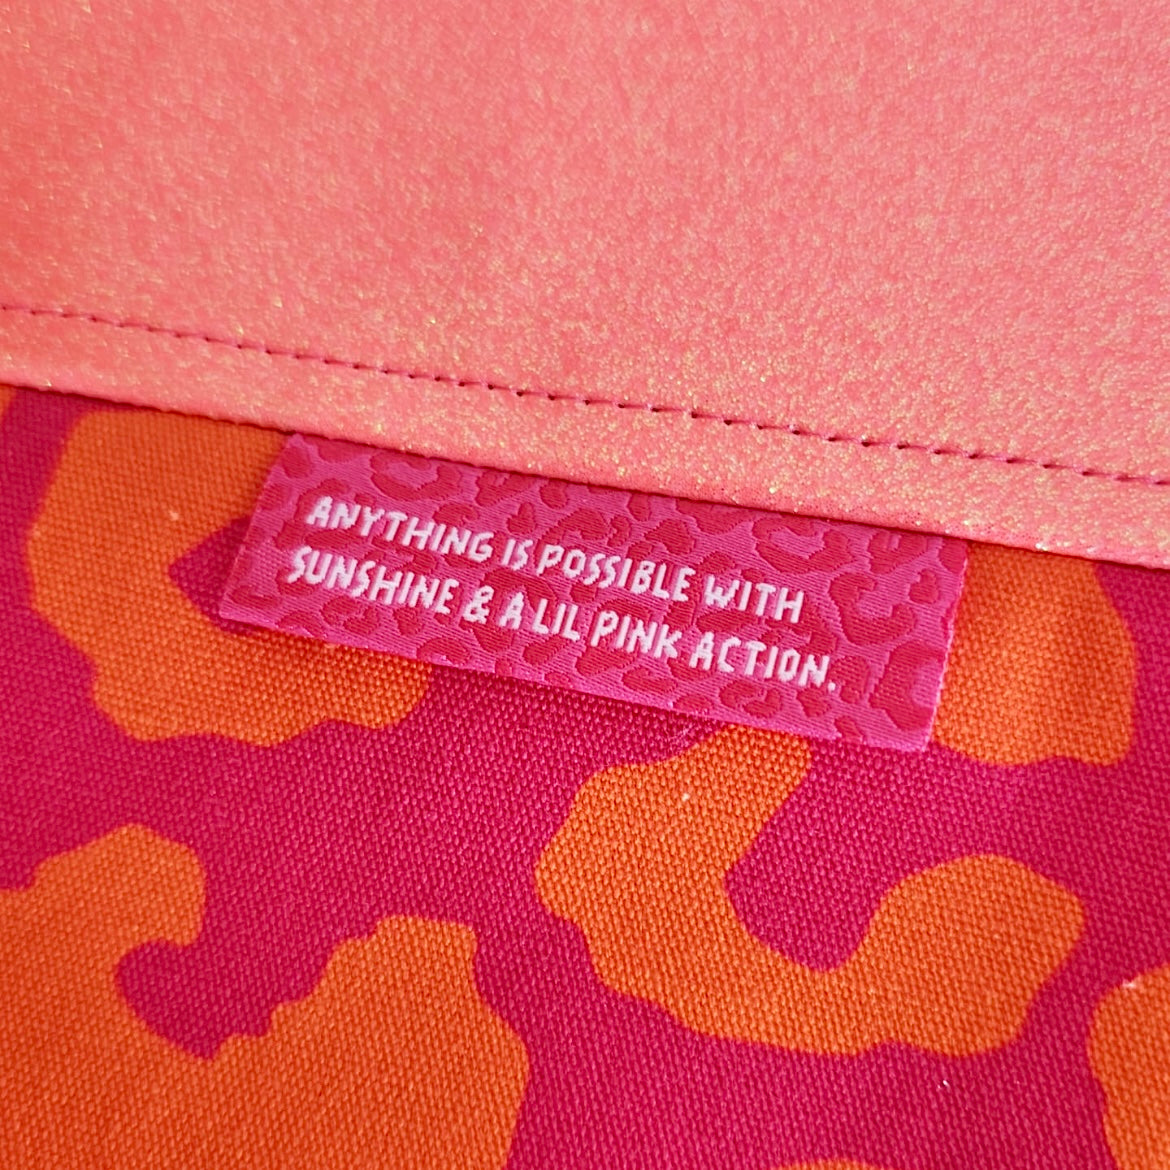 ANYTHING IS POSSIBLE WITH
SUNSHINE & A LIL PINK ACTION.